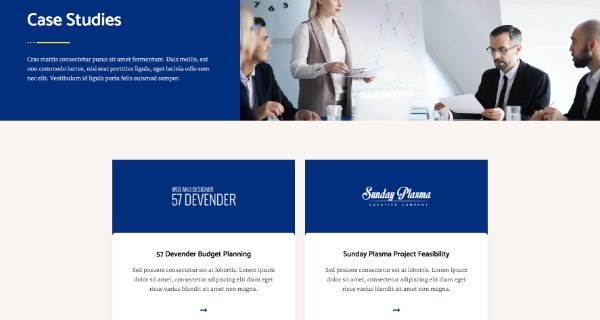 Case Studies
Cras mattis consectetur purus sit amet fermentum. Duis mollis, est
non commodo luctus, nisi erat porttitor ligula, eget lacinia odio sem
nec elit. Vestibulum id ligula porta felis euismod semper.
7 6 5
WEB AND DESIGNER
57 DEVENDER
Sunday Plasma
CREATIVE COMPANY
57 Devender Budget Planning
Sed posuere consectetur est at lobortis. Lorem ipsum
dolor sit amet, consectetur adipiscing elit diam eget
risus varius blandit sit amet non magna.
Sunday Plasma Project Feasibility
Sed posuere consectetur est at lobortis. Lorem ipsum
dolor sit amet, consectetur adipiscing elit diam eget
risus varius blandit sit amet non magna.